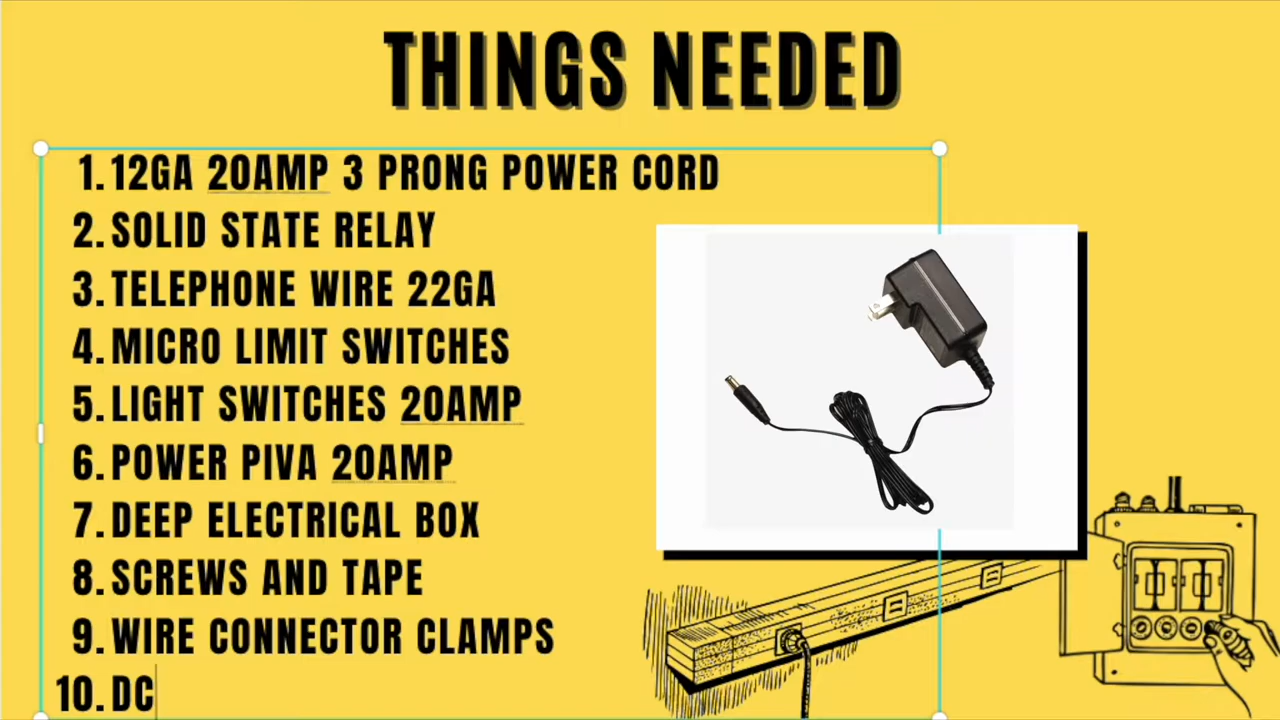 THINGS NEEDED
1. 12GA 20AMP 3 PRONG POWER CORD
2. SOLID STATE RELAY
3. TELEPHONE WIRE 22GA
4. MICRO LIMIT SWITCHES
5. LIGHT SWITCHES 20AMP
6. POWER PIVA 20AMP
7. DEEP ELECTRICAL BOX
8. SCREWS AND TAPE
9. WIRE CONNECTOR CLAMPS
10. DC